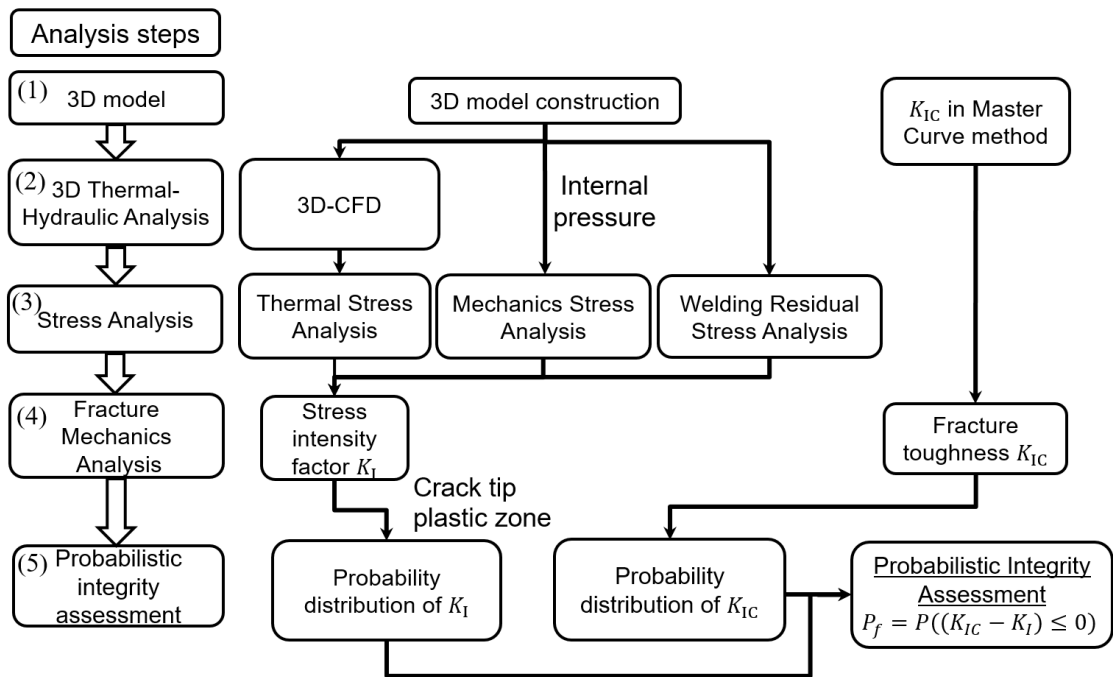 Analysis steps
(1)
3D model
(2)
3D Thermal-
Hydraulic Analysis
(3)
Stress Analysis
(4)
Fracture
Mechanics
Analysis
(5)
Probabilistic
integrity
assessment
3D model construction
3D-CFD
Internal
pressure
Thermal Stress
Analysis
Mechanics Stress
Analysis
Welding Residual
Stress Analysis
Stress
intensity
factor K_I
Crack tip
plastic zone
Probability
distribution of K_I
K_IC in Master
Curve method
Fracture
toughness K_IC
Probability
distribution of K_IC
Probabilistic Integrity
Assessment
P_f = P((K_IC − K_I) ≤ 0)